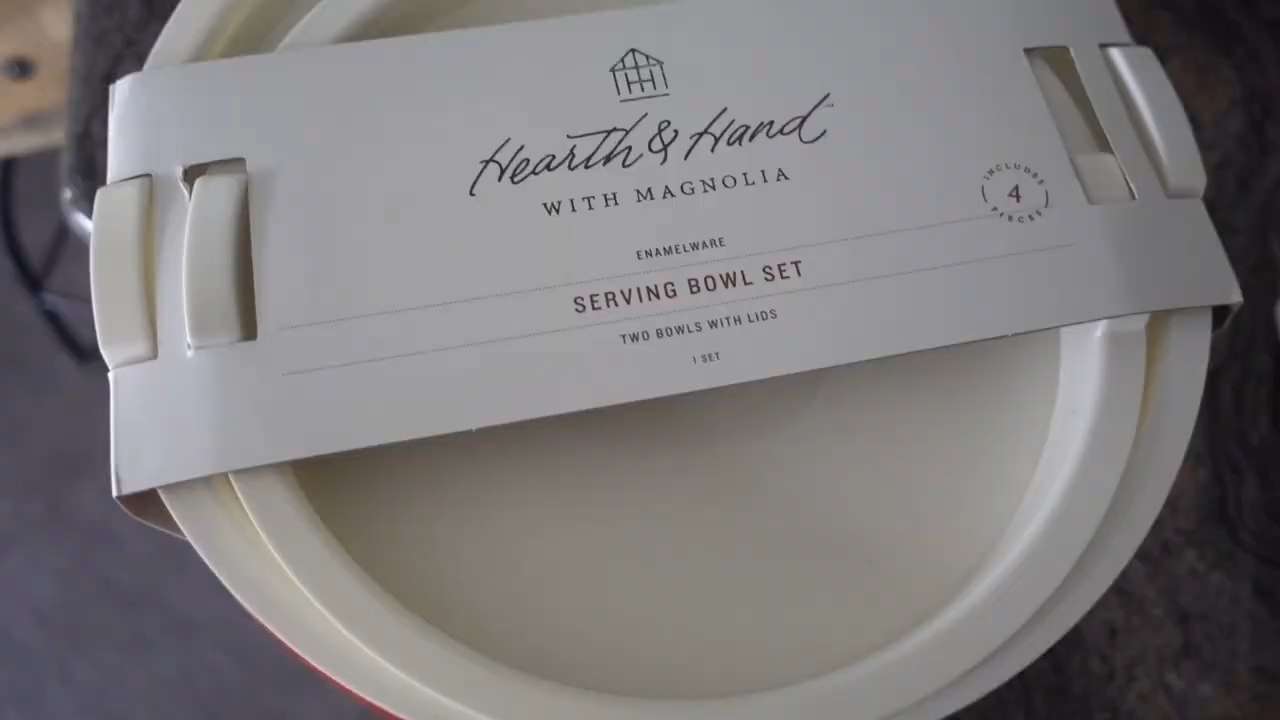 Hearth & Hand
WITH MAGNOLIA
INCLUDES
4
PIECES
ENAMELWARE
SERVING BOWL SET
TWO BOWLS WITH LIDS
1 SET